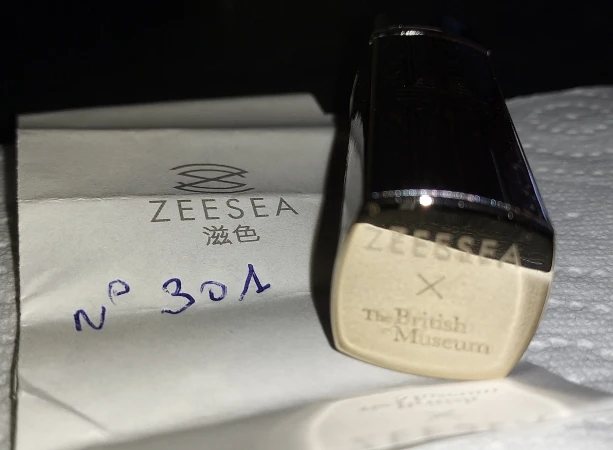 ZEESEA
滋色
Nº 301
ZEESEA
×
The British
Museum